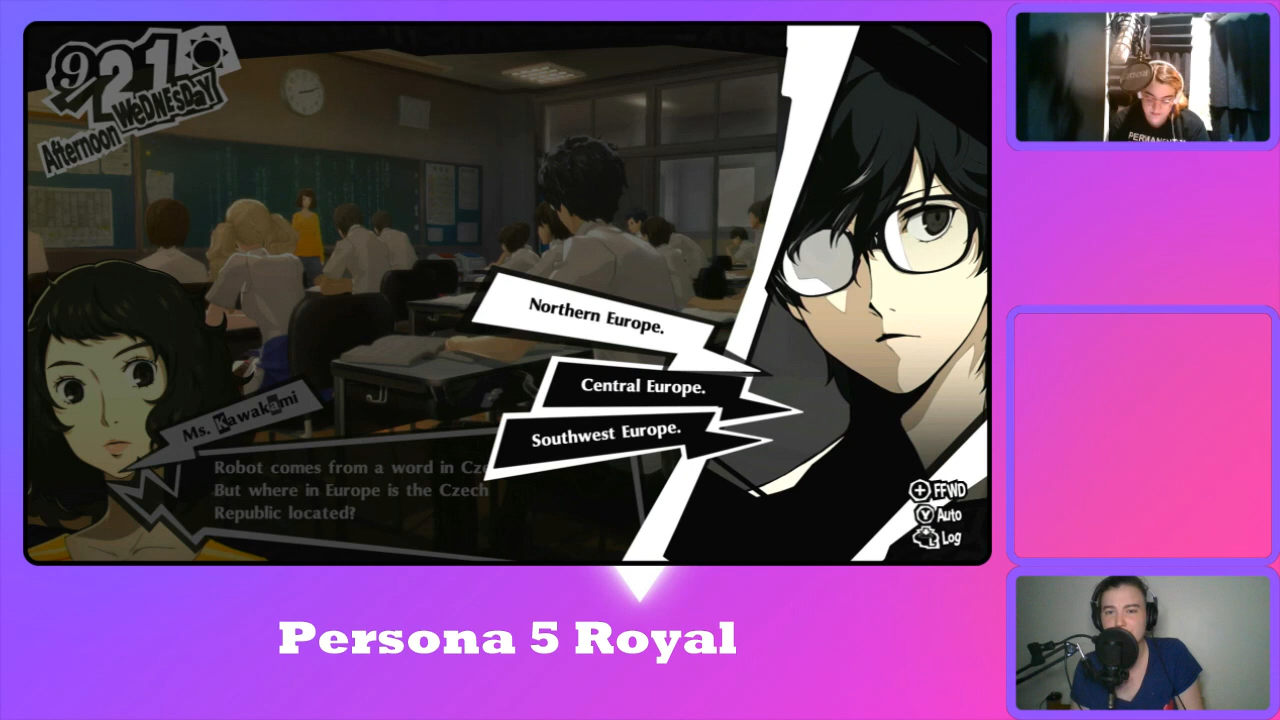 9/21
WEDNESDAY
Afternoon
Northern Europe.
Central Europe.
Southwest Europe.
Ms. Kawakami
Robot comes from a word in Cze
But where in Europe is the Czech
Republic located?
+ FFWD
Y Auto
L Log
Persona 5 Royal